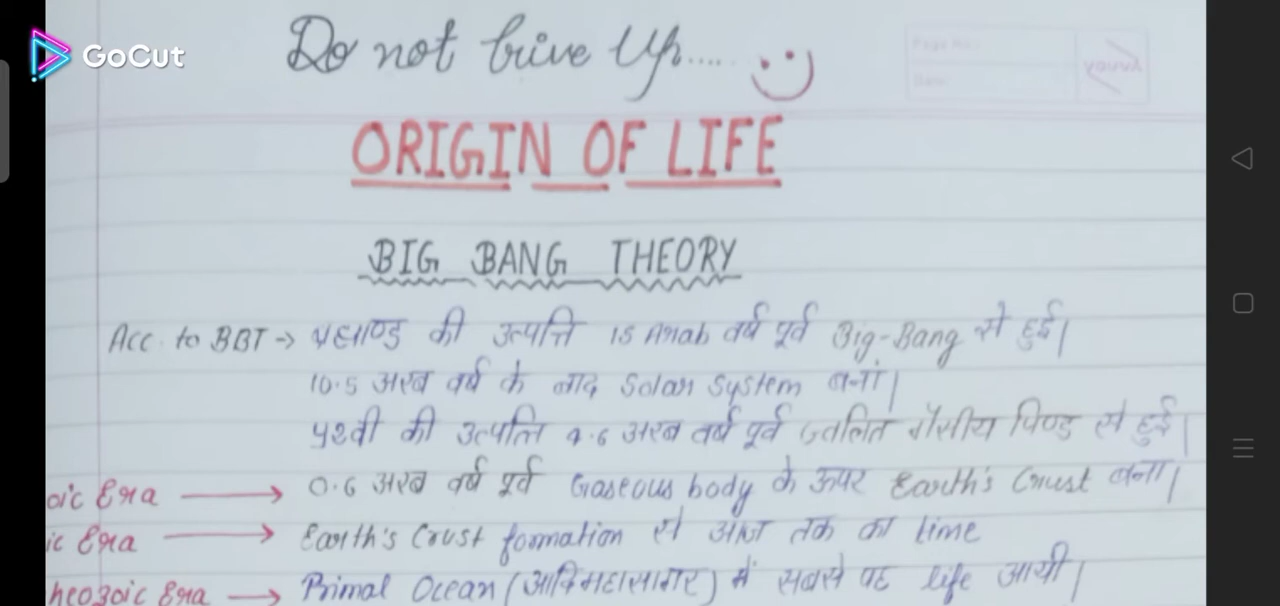 GoCut
Do not Give Up.....
ORIGIN OF LIFE
BIG BANG THEORY
Acc. to BBT → ब्रह्माण्ड की उत्पत्ति 15 Arab वर्ष पूर्व Big-Bang से हुई।
10.5 अरब वर्ष के बाद Solar System बना।
पृथ्वी की उत्पत्ति 4.6 अरब वर्ष पूर्व ज्वलित गैसीय पिण्ड से हुई।
oic Era → 0.6 अरब वर्ष पूर्व Gaseous body के ऊपर Earth's Crust बना।
ic Era → Earth's Crust formation से आज तक का time
heozoic Era → Primal Ocean (आदिमहासागर) में सबसे life आयी।